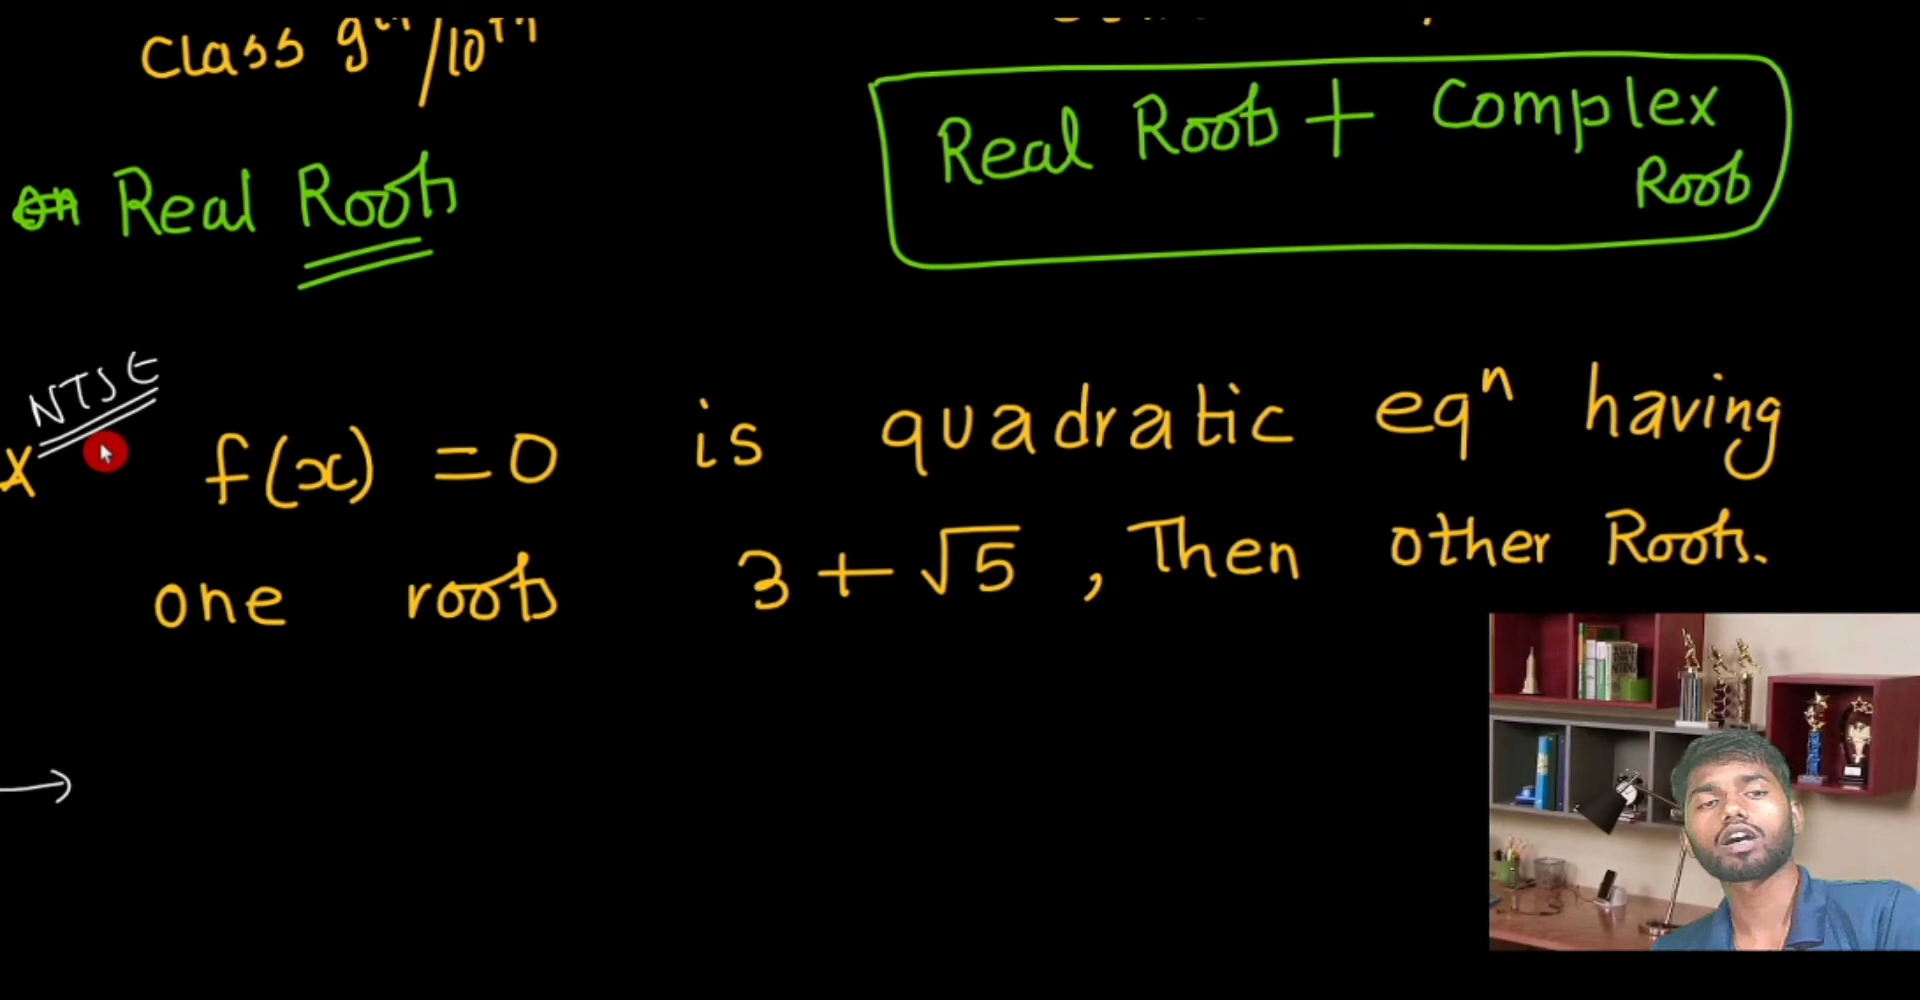 Class 9th/10th
Real Roots + Complex
Roots
Real Roots
NTSE
f(x) = 0 is quadratic eqⁿ having
one roots 3 + √5 , Then other Roots.